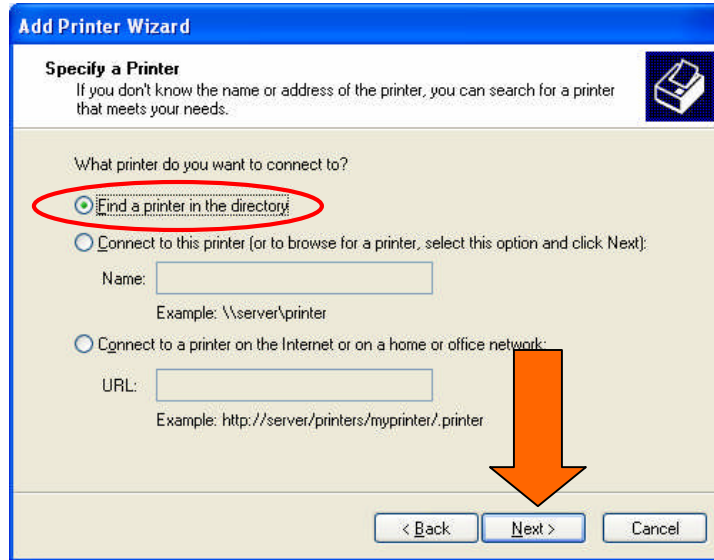 Add Printer Wizard
Specify a Printer
If you don't know the name or address of the printer, you can search for a printer
that meets your needs.
What printer do you want to connect to?
Find a printer in the directory
Connect to this printer (or to browse for a printer, select this option and click Next):
Name:
Example: \\server\printer
Connect to a printer on the Internet or on a home or office network:
URL:
Example: http://server/printers/myprinter/.printer
< Back
Next >
Cancel